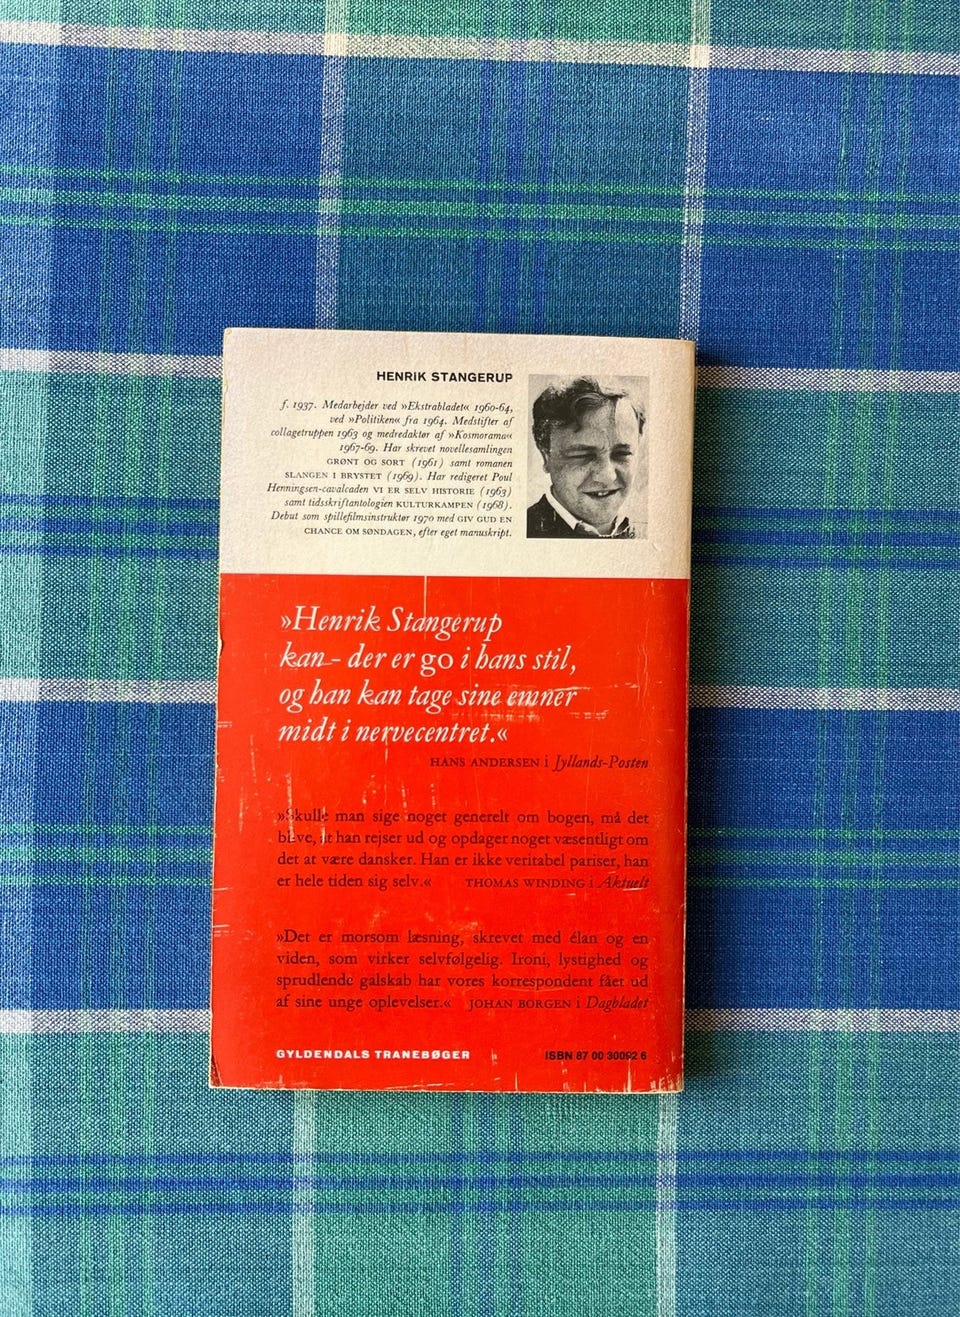 HENRIK STANGERUP
f. 1937. Medarbejder ved »Ekstrabladet« 1960-64,
ved »Politiken« fra 1964. Medstifter af
collagetruppen 1963 og medredaktør af »Kosmorama«
1967-69. Har skrevet novellesamlingen
GRØNT OG SORT (1961) samt romanen
SLANGEN I BRYSTET (1969). Har redigeret Poul
Henningsen-cavalcaden VI ER SELV HISTORIE (1963)
samt tidsskriftantologien KULTURKAMPEN (1968).
Debut som spillefilmsinstruktør 1970 med GIV GUD EN
CHANCE OM SØNDAGEN, efter eget manuskript.
»Henrik Stangerup
kan - der er go i hans stil,
og han kan tage sine emner
midt i nervecentret.«
HANS ANDERSEN i Jyllands-Posten
»Skulle man sige noget generelt om bogen, må det
blive, at han rejser ud og opdager noget væsentligt om
det at være dansker. Han er ikke veritabel pariser, han
er hele tiden sig selv.« THOMAS WINDING i Aktuelt
»Det er morsom læsning, skrevet med élan og en
viden, som virker selvfølgelig. Ironi, lystighed og
sprudlende galskab har vores korrespondent fået ud
af sine unge oplevelser.« JOHAN BORGEN i Dagbladet
GYLDENDALS TRANEBØGER ISBN 87 00 30092 6